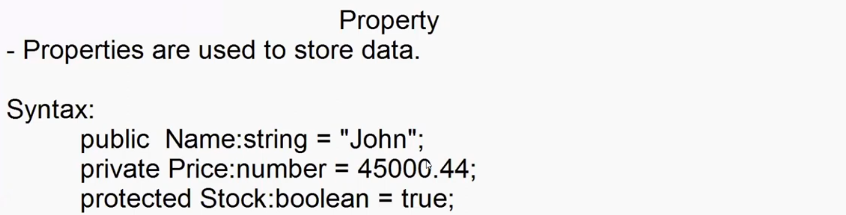 Property
- Properties are used to store data.
Syntax:
public  Name:string = "John";
private Price:number = 45000.44;
protected Stock:boolean = true;